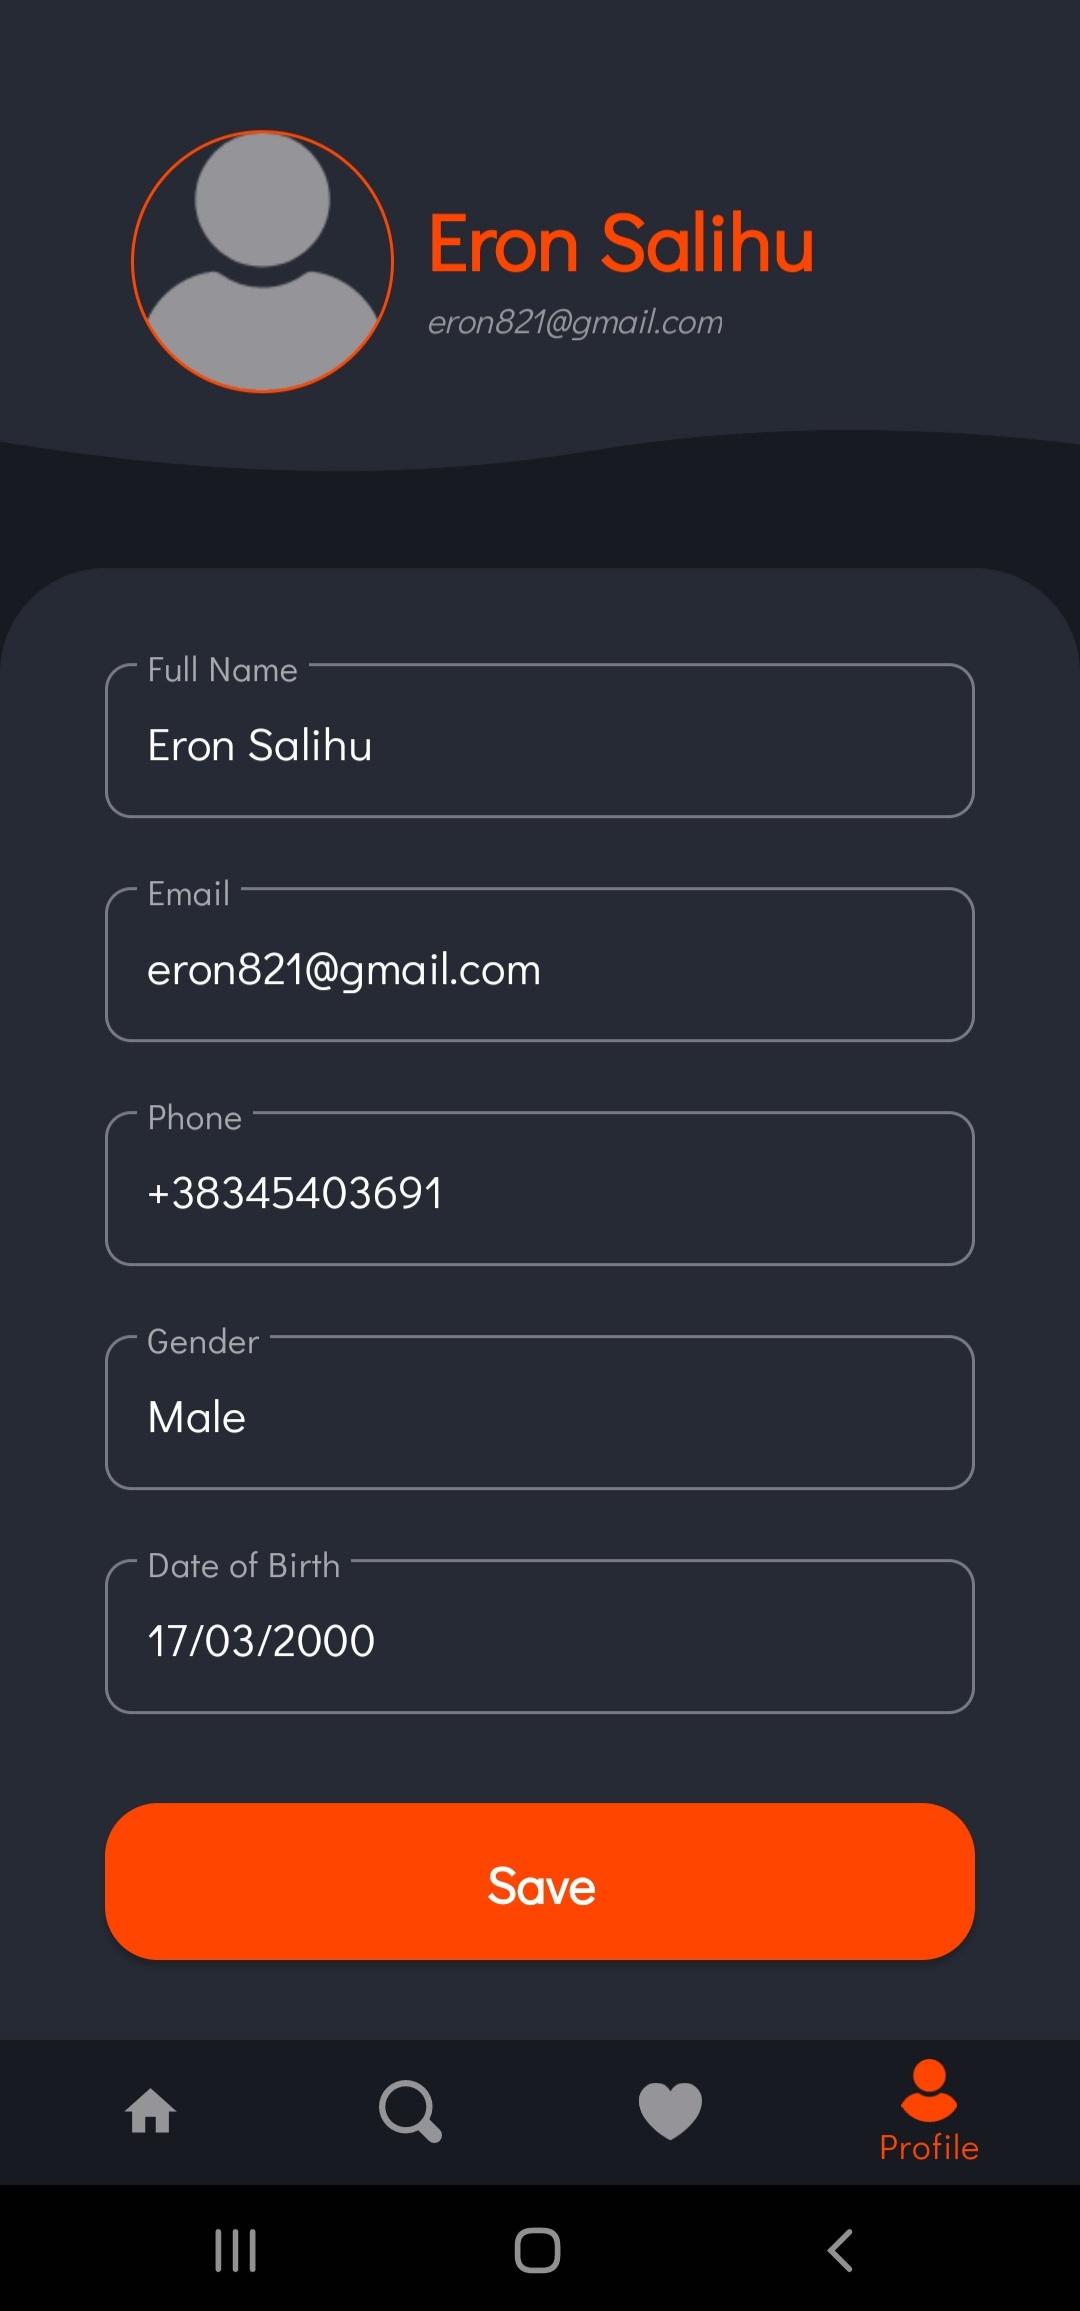 Eron Salihu
eron821@gmail.com
Full Name
Eron Salihu
Email
eron821@gmail.com
Phone
+38345403691
Gender
Male
Date of Birth
17/03/2000
Save
Profile